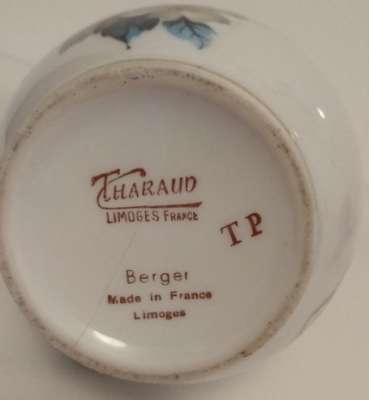 THARAUD
LIMOGES FRANCE
TP
Berger
Made in France
Limoges